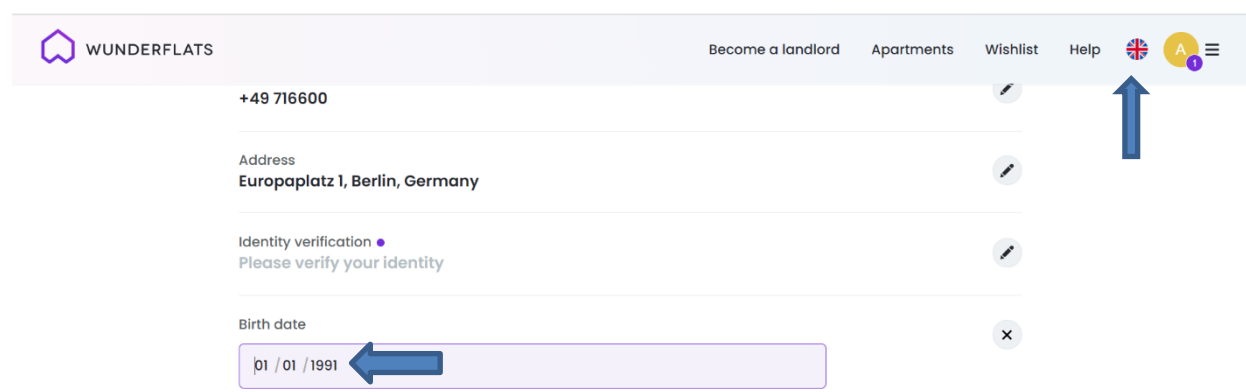 WUNDERFLATS
Become a landlord Apartments Wishlist Help A 1
+49 716600
Address
Europaplatz 1, Berlin, Germany
Identity verification
Please verify your identity
Birth date
01 / 01 / 1991